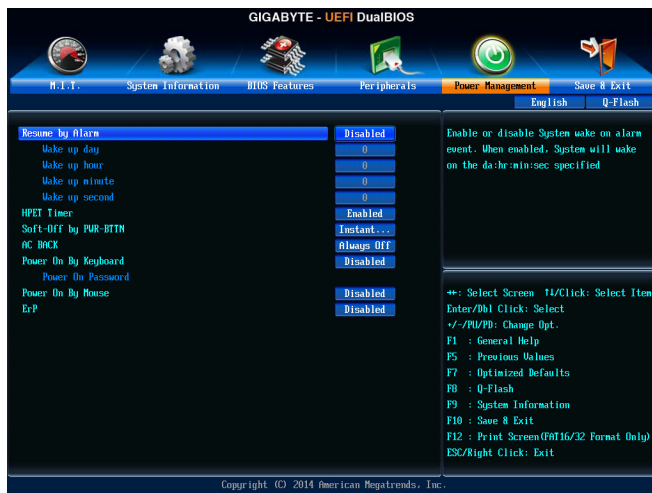 GIGABYTE - UEFI DualBIOS
M.I.T. System Information BIOS Features Peripherals Power Management Save & Exit
English Q-Flash
Resume by Alarm Disabled
Wake up day 0
Wake up hour 0
Wake up minute 0
Wake up second 0
HPET Timer Enabled
Soft-Off by PWR-BTTN Instant...
AC BACK Always Off
Power On By Keyboard Disabled
Power On Password
Power On By Mouse Disabled
ErP Disabled
Enable or disable System wake on alarm
event. When enabled, System will wake
on the da:hr:min:sec specified
→←: Select Screen ↑↓/Click: Select Item
Enter/Dbl Click: Select
+/-/PU/PD: Change Opt.
F1 : General Help
F5 : Previous Values
F7 : Optimized Defaults
F8 : Q-Flash
F9 : System Information
F10 : Save & Exit
F12 : Print Screen(FAT16/32 Format Only)
ESC/Right Click: Exit
Copyright (C) 2014 American Megatrends, Inc.